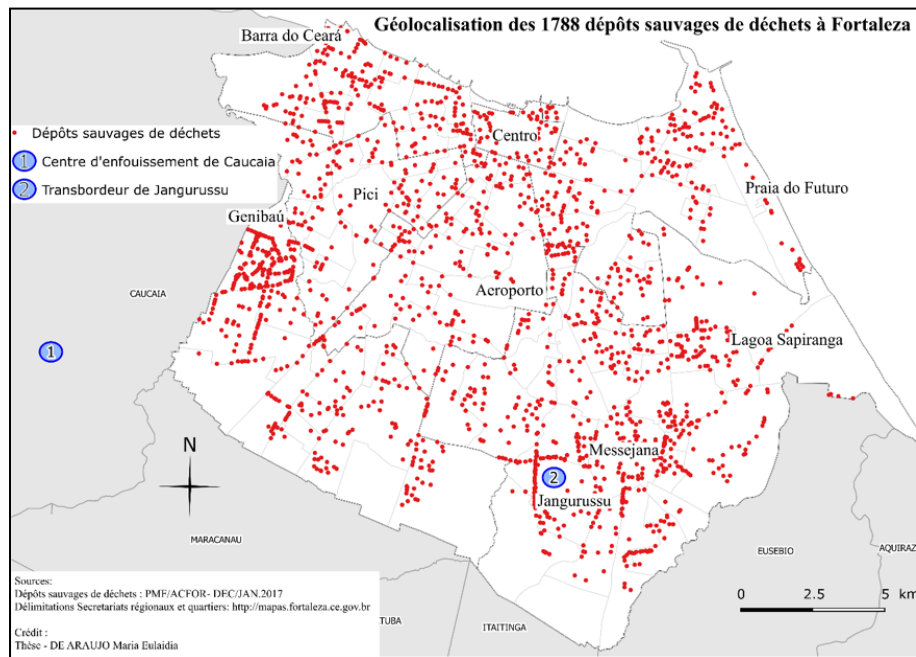 Géolocalisation des 1788 dépôts sauvages de déchets à Fortaleza
Barra do Ceará
Dépôts sauvages de déchets
Centro
1 Centre d'enfouissement de Caucaia
2 Transbordeur de Jangurussu
Pici
Praia do Futuro
Genibaú
Aeroporto
CAUCAIA
Lagoa Sapiranga
1
N
Messejana
2
Jangurussu
MARACANAU
EUSEBIO
AQUIRAZ
Sources:
Dépôts sauvages de déchets : PMF/ACFOR- DEC/JAN.2017
Délimitations Secretariats régionaux et quartiers: http://mapas.fortaleza.ce.gov.br
0 2.5 5 km
TUBA
ITAITINGA
Crédit :
Thèse - DE ARAUJO Maria Eulaidia